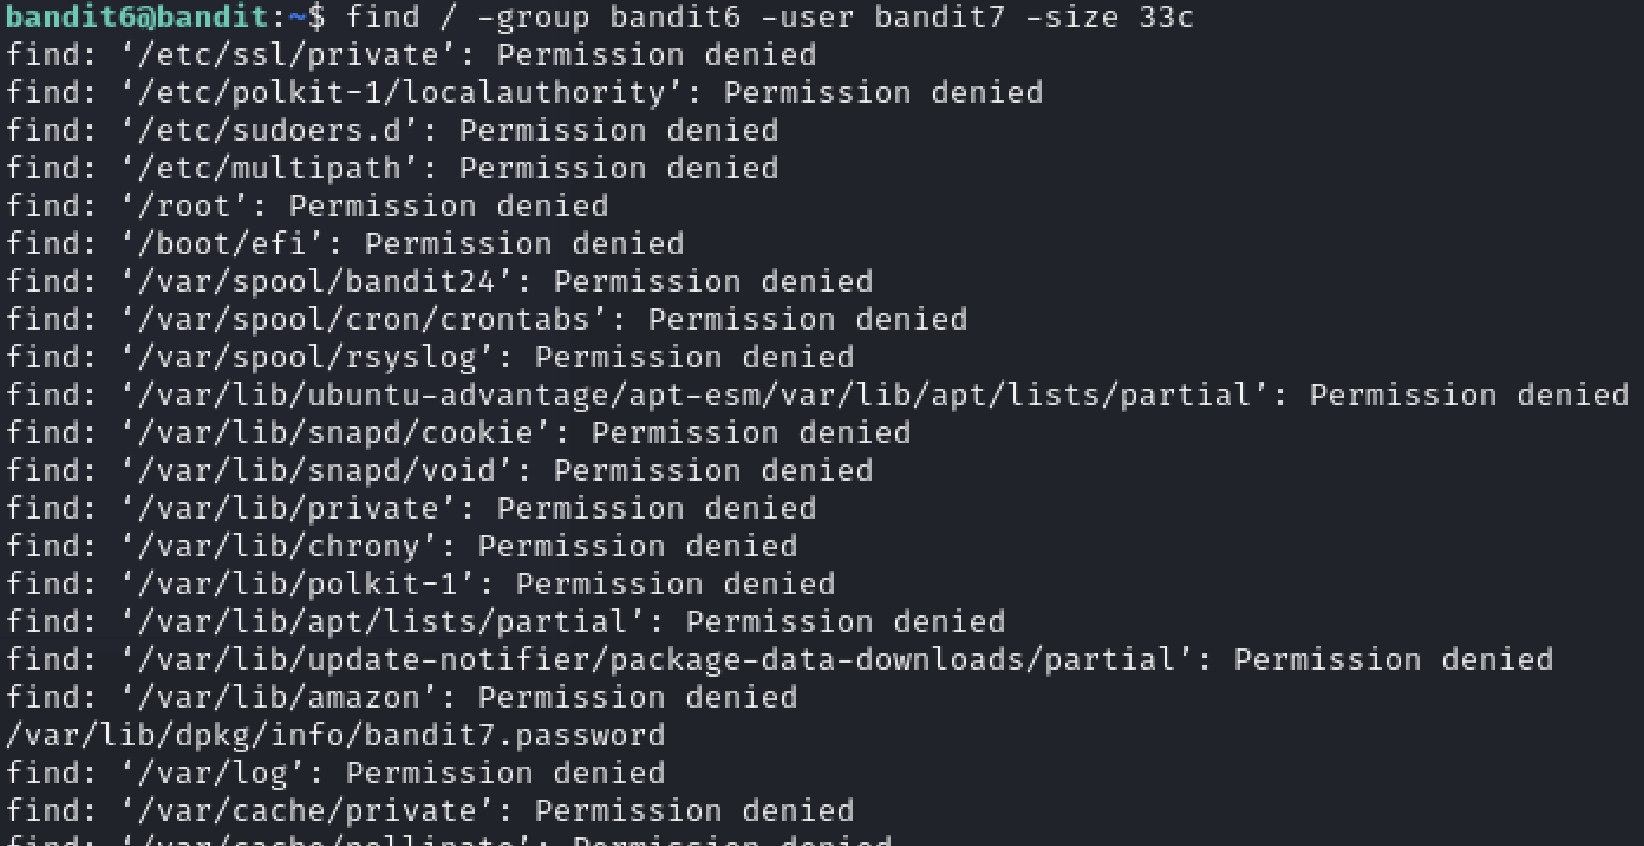 bandit6@bandit:~$ find / -group bandit6 -user bandit7 -size 33c
find: ‘/etc/ssl/private’: Permission denied
find: ‘/etc/polkit-1/localauthority’: Permission denied
find: ‘/etc/sudoers.d’: Permission denied
find: ‘/etc/multipath’: Permission denied
find: ‘/root’: Permission denied
find: ‘/boot/efi’: Permission denied
find: ‘/var/spool/bandit24’: Permission denied
find: ‘/var/spool/cron/crontabs’: Permission denied
find: ‘/var/spool/rsyslog’: Permission denied
find: ‘/var/lib/ubuntu-advantage/apt-esm/var/lib/apt/lists/partial’: Permission denied
find: ‘/var/lib/snapd/cookie’: Permission denied
find: ‘/var/lib/snapd/void’: Permission denied
find: ‘/var/lib/private’: Permission denied
find: ‘/var/lib/chrony’: Permission denied
find: ‘/var/lib/polkit-1’: Permission denied
find: ‘/var/lib/apt/lists/partial’: Permission denied
find: ‘/var/lib/update-notifier/package-data-downloads/partial’: Permission denied
find: ‘/var/lib/amazon’: Permission denied
/var/lib/dpkg/info/bandit7.password
find: ‘/var/log’: Permission denied
find: ‘/var/cache/private’: Permission denied
find: ‘/var/cache/pollinate’: Permission denied